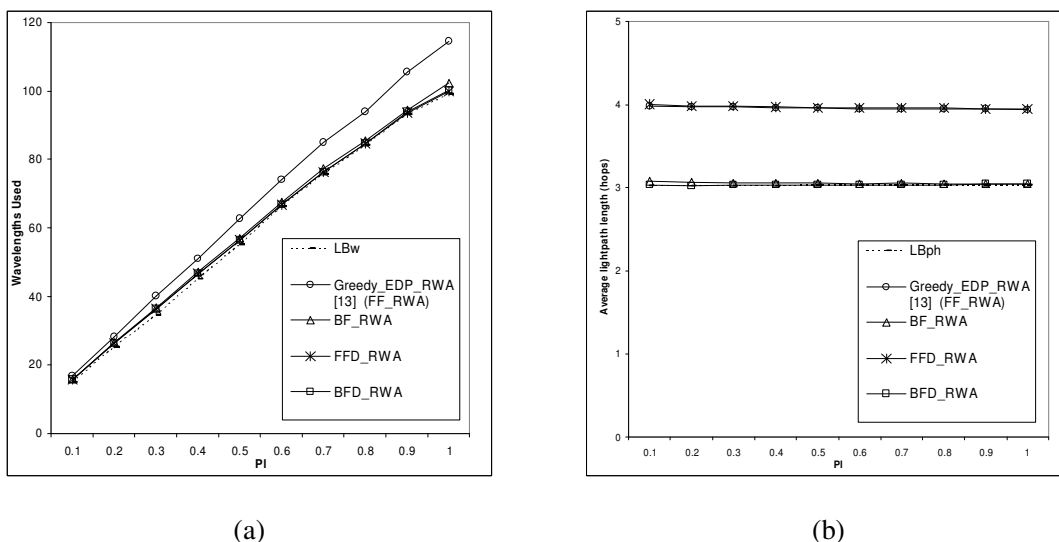 120
100
80
60
40
20
0
Wavelengths Used
LBw
Greedy_EDP_RWA
[13] (FF_RWA)
BF_RWA
FFD_RWA
BFD_RWA
0.1 0.2 0.3 0.4 0.5 0.6 0.7 0.8 0.9 1
PI
(a)
5
4
3
2
1
0
Average lightpath length (hops)
LBph
Greedy_EDP_RWA
[13] (FF_RWA)
BF_RWA
FFD_RWA
BFD_RWA
0.1 0.2 0.3 0.4 0.5 0.6 0.7 0.8 0.9 1
PI
(b)